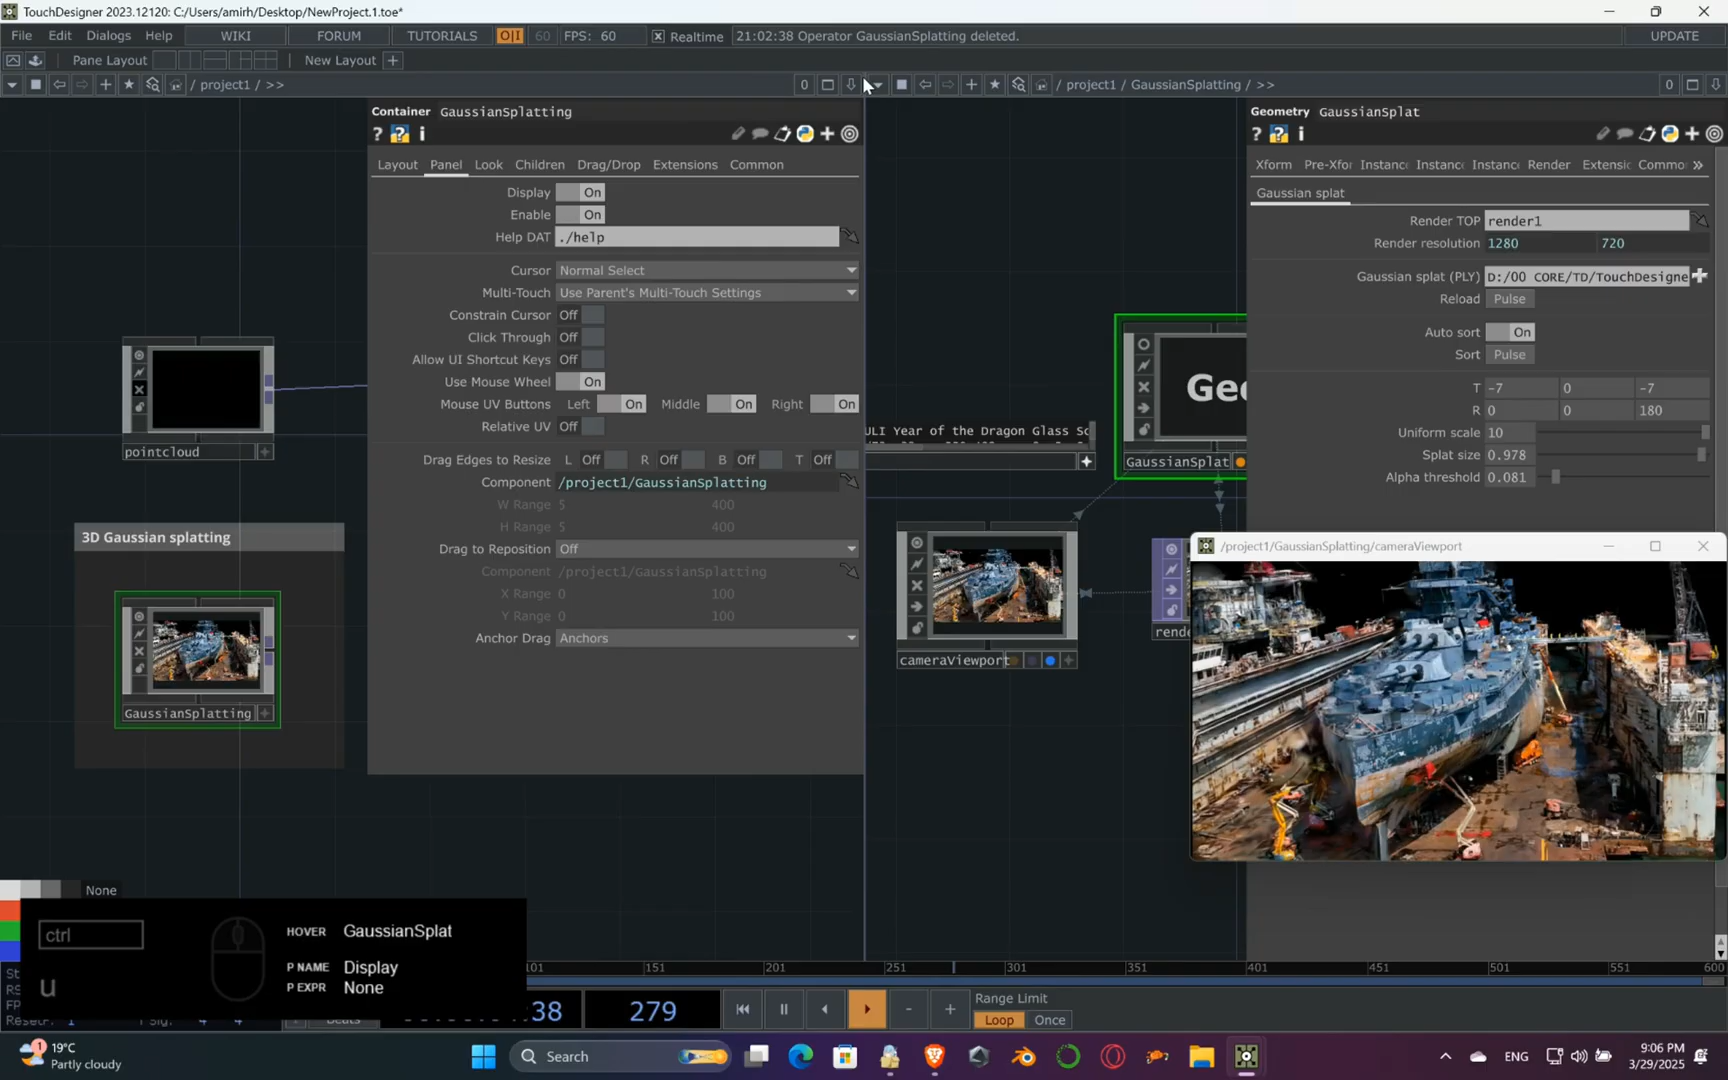 TouchDesigner 2023.12120: C:/Users/amirh/Desktop/NewProject.1.toe*
File Edit Dialogs Help WIKI FORUM TUTORIALS O|I 60 FPS: 60 Realtime 21:02:38 Operator GaussianSplatting deleted. UPDATE
Pane Layout New Layout
/ project1 / >> 0
/ project1 / GaussianSplatting / >> 0
Container GaussianSplatting
? ? i
Layout Panel Look Children Drag/Drop Extensions Common
Display On
Enable On
Help DAT ./help
Cursor Normal Select
Multi-Touch Use Parent's Multi-Touch Settings
Constrain Cursor Off
Click Through Off
Allow UI Shortcut Keys Off
Use Mouse Wheel On
Mouse UV Buttons Left On Middle On Right On
Relative UV Off
Drag Edges to Resize L Off R Off B Off T Off
Component /project1/GaussianSplatting
W Range 5 400
H Range 5 400
Drag to Reposition Off
Component /project1/GaussianSplatting
X Range 0 100
Y Range 0 100
Anchor Drag Anchors
pointcloud
3D Gaussian splatting
GaussianSplatting
ULI Year of the Dragon Glass Sc
Geo
GaussianSplat
cameraViewport
rende
Geometry GaussianSplat
? ? i
Xform Pre-Xfo Instanc Instanc Instanc Render Extensi Commo »
Gaussian splat
Render TOP render1
Render resolution 1280 720
Gaussian splat (PLY) D:/00 CORE/TD/TouchDesigne
Reload Pulse
Auto sort On
Sort Pulse
T -7 0 -7
R 0 0 180
Uniform scale 10
Splat size 0.978
Alpha threshold 0.081
/project1/GaussianSplatting/cameraViewport
None
ctrl
u
HOVER GaussianSplat
P NAME Display
P EXPR None
101 151 201 251 301 351 401 451 501 551 600
38 279
Range Limit
Loop Once
Beats
19°C
Partly cloudy
1
Search
ENG
9:06 PM
3/29/2025